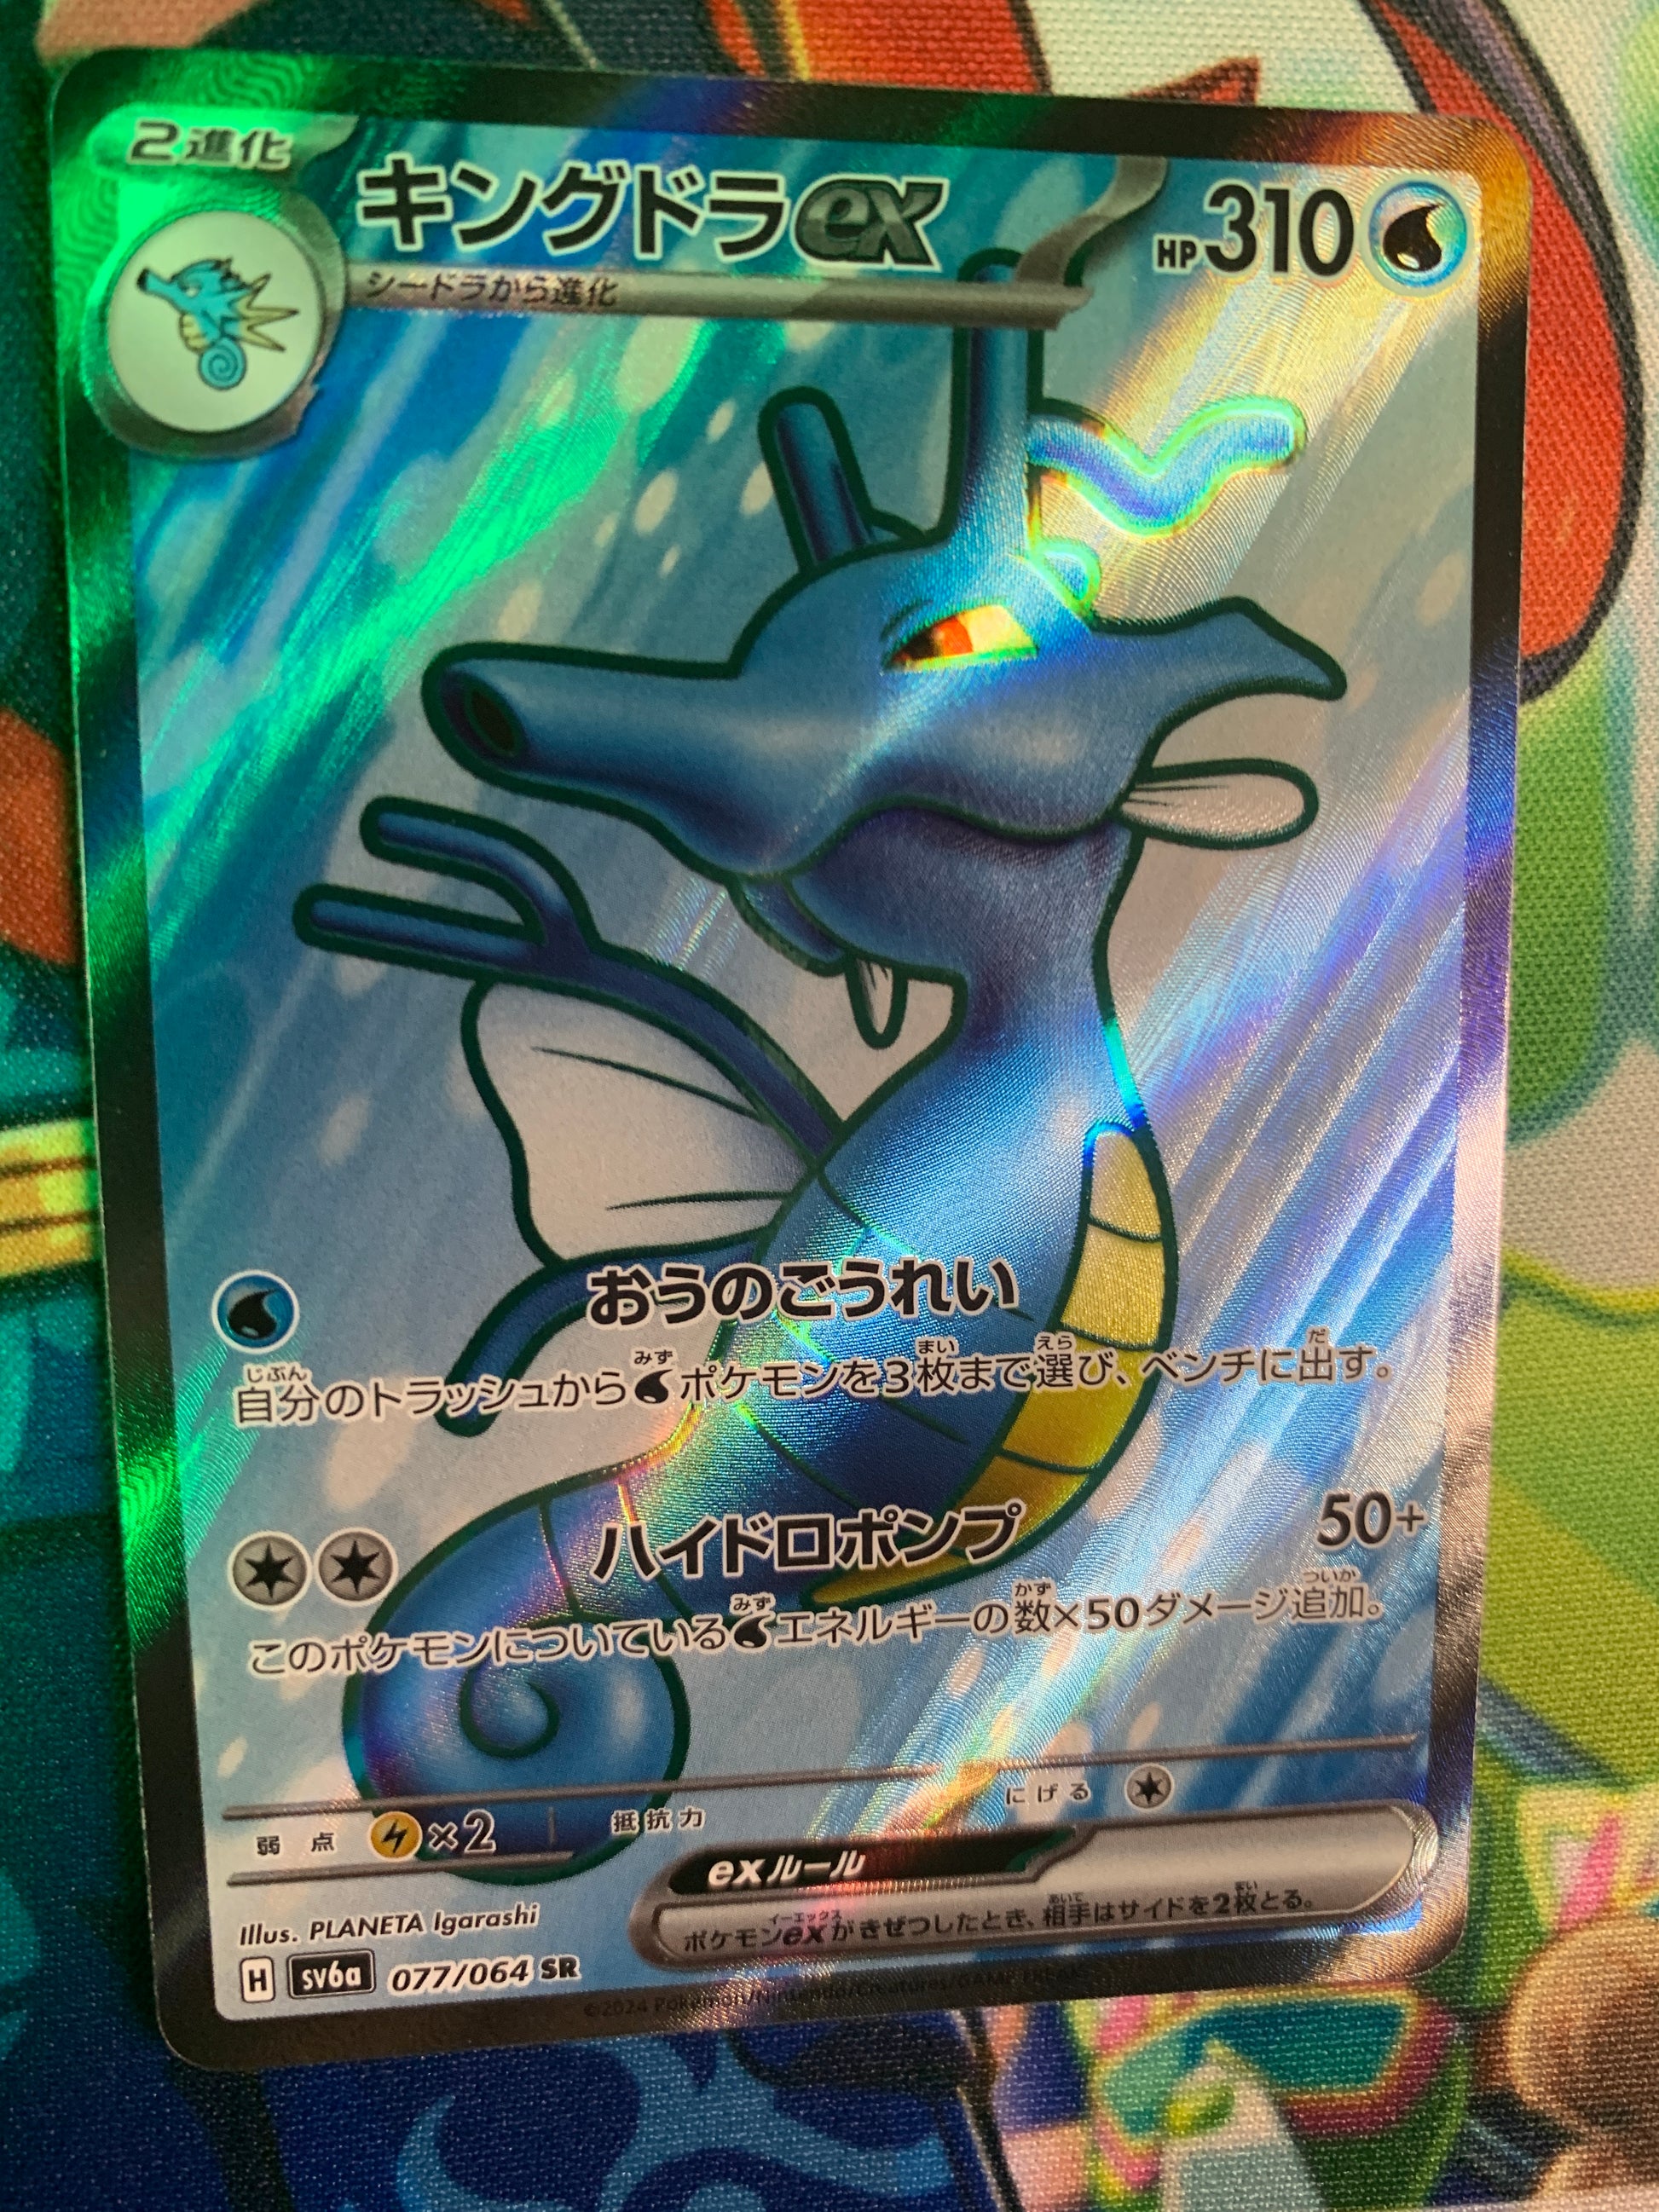 2進化
キングドラex
HP310
シードラから進化
おうのごうれい
自分のトラッシュからポケモンを3枚まで選び、ベンチに出す。
ハイドロポンプ 50+
このポケモンについているエネルギーの数×50ダメージ追加。
弱点 ×2 抵抗力 にげる
exルール
ポケモンexがきぜつしたとき、相手はサイドを2枚とる。
Illus. PLANETA Igarashi
H sv6a 077/064 SR
©2024 Pokémon/Nintendo/Creatures/GAME FREAK